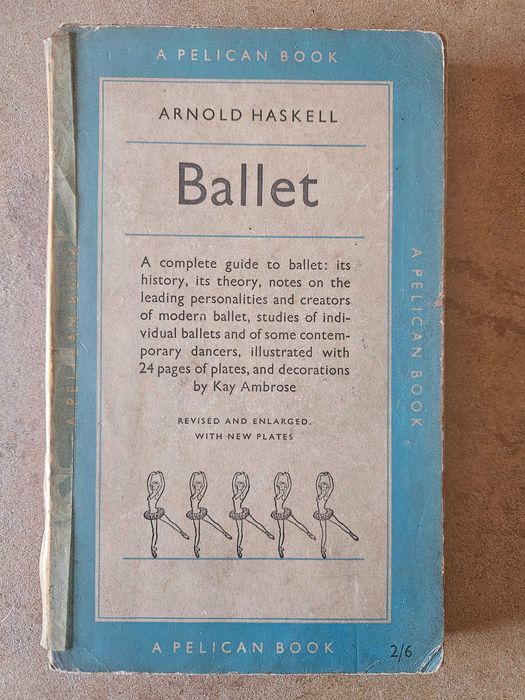 A PELICAN BOOK
ARNOLD HASKELL
Ballet
A complete guide to ballet: its
history, its theory, notes on the
leading personalities and creators
of modern ballet, studies of indi-
vidual ballets and of some contem-
porary dancers, illustrated with
24 pages of plates, and decorations
by Kay Ambrose
REVISED AND ENLARGED.
WITH NEW PLATES
A PELICAN BOOK
A PELICAN BOOK
A PELICAN BOOK
2/6